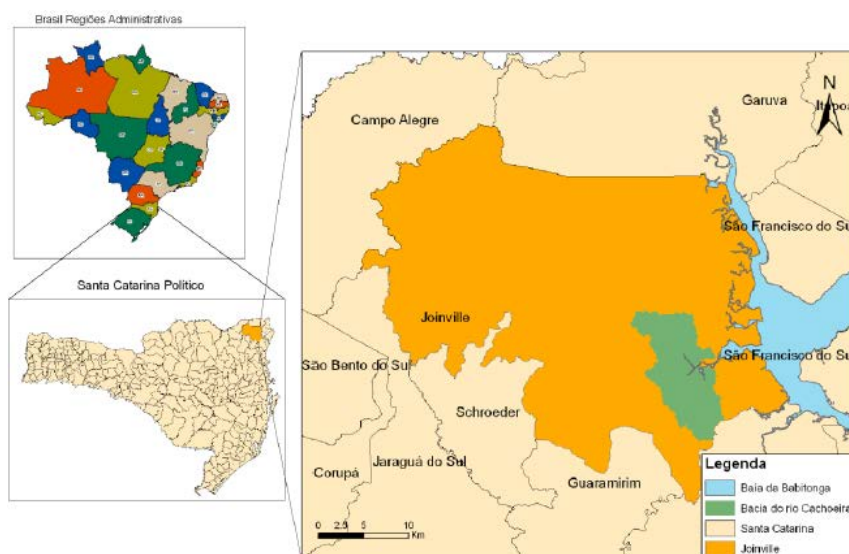 Brasil Regiões Administrativas
Santa Catarina Político
N
Garuva
Campo Alegre
São Francisco do Su
Joinville
São Francisco do Su
São Bento do Sul
Schroeder
Jaraguá do Sul
Corupá
Guaramirim
0 2.5 5 10
Km
Legenda
Baía da Babitonga
Bacia do rio Cachoeira
Santa Catarina
Joinville